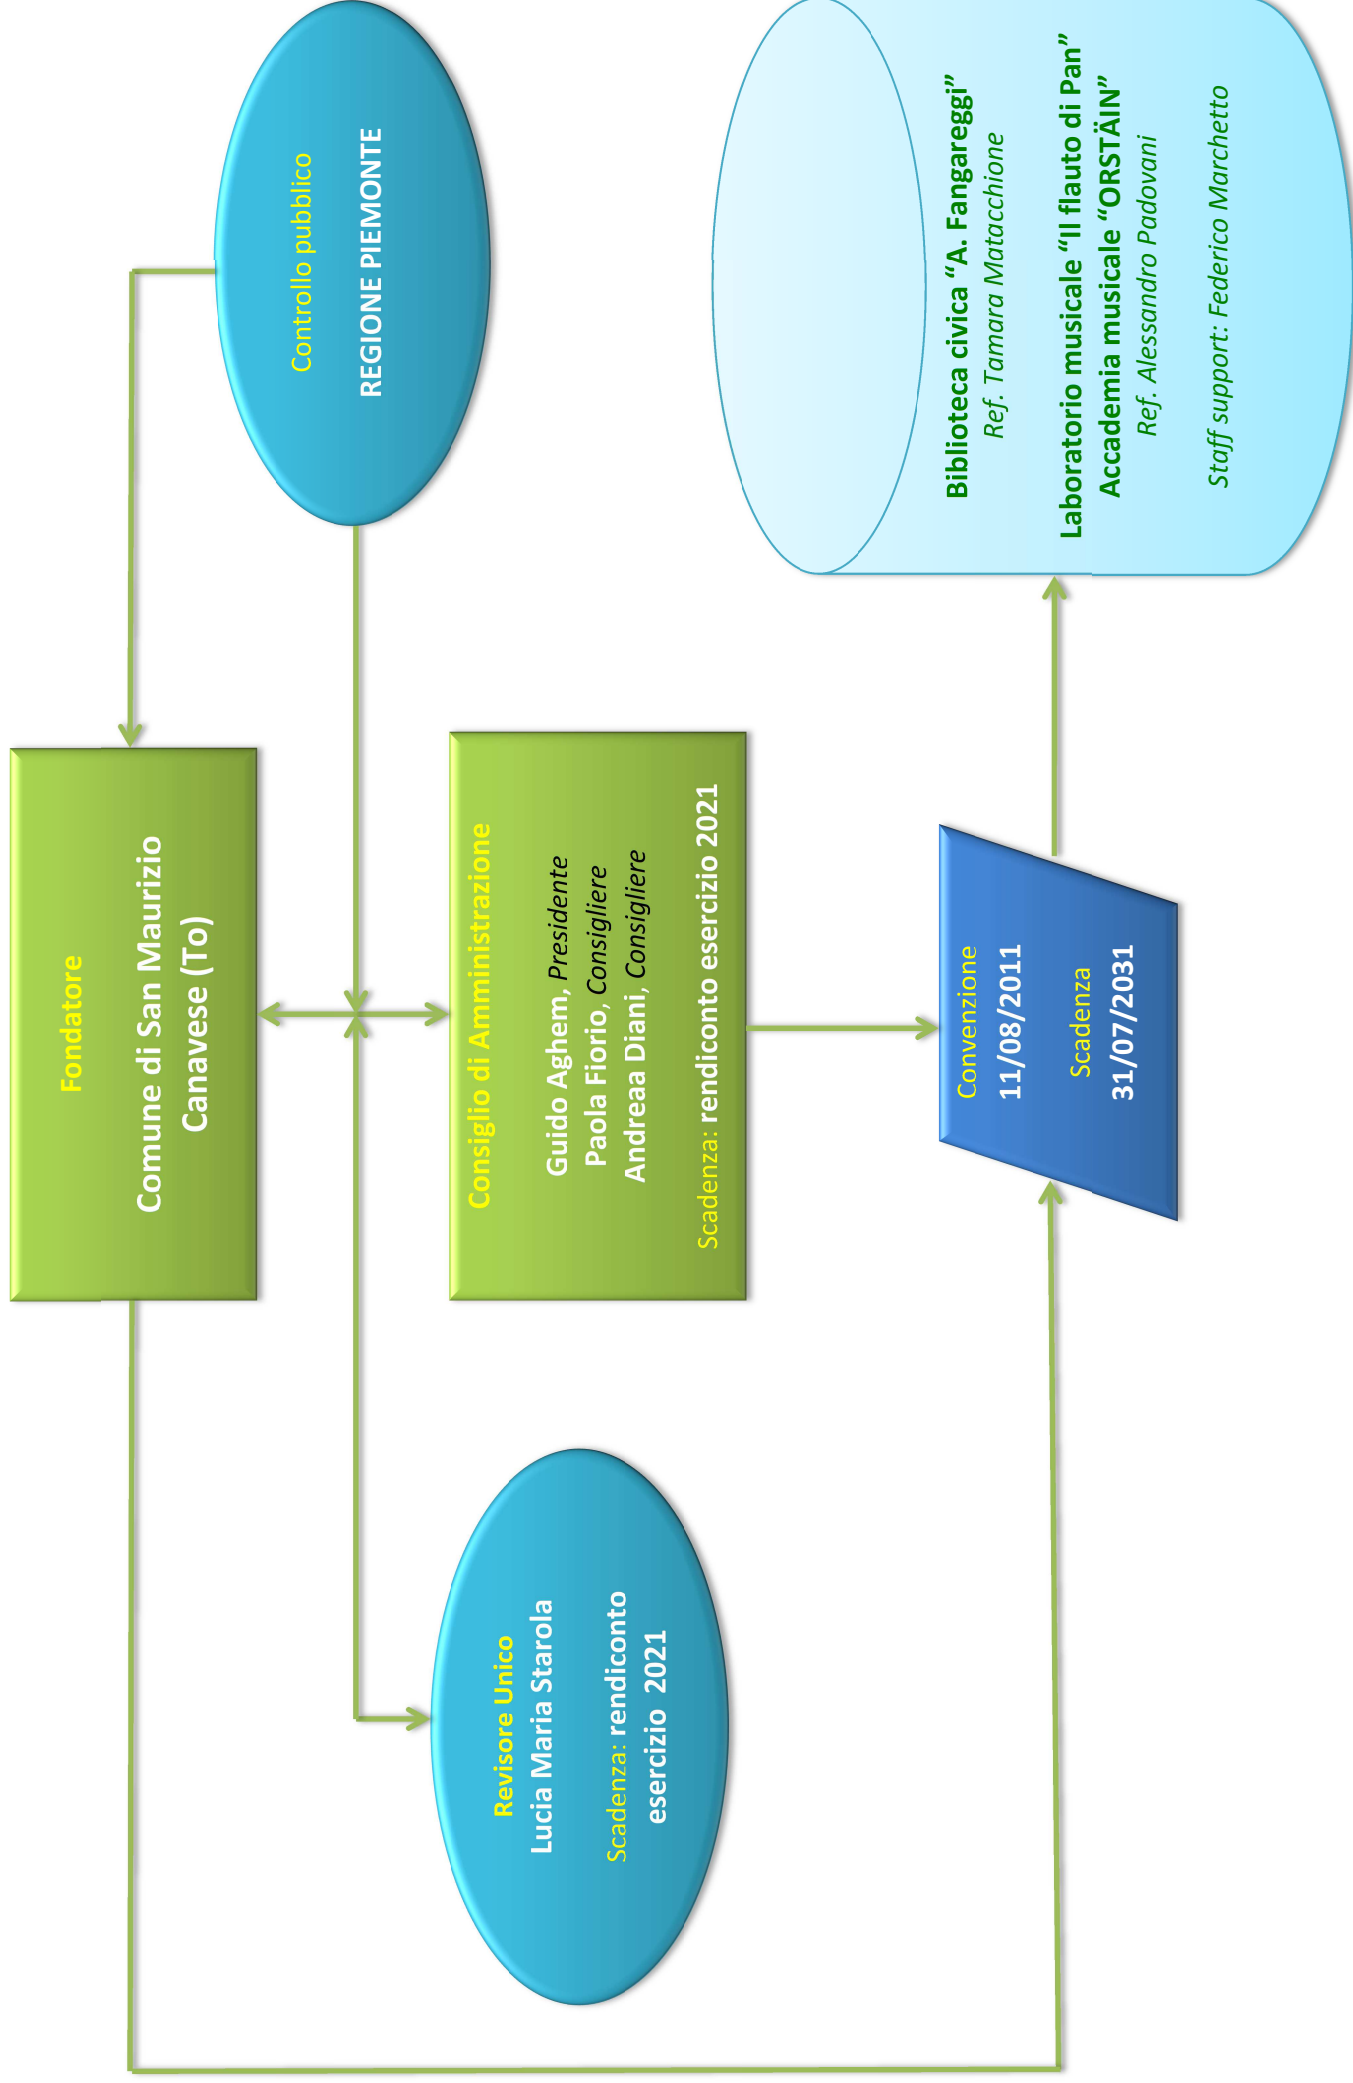 Fondatore
Comune di San Maurizio
Canavese (To)
Controllo pubblico
REGIONE PIEMONTE
Revisore Unico
Lucia Maria Starola
Scadenza: rendiconto
esercizio 2021
Consiglio di Amministrazione
Guido Aghem, Presidente
Paola Fiorio, Consigliere
Andreaa Diani, Consigliere
Scadenza: rendiconto esercizio 2021
Convenzione
11/08/2011
Scadenza
31/07/2031
Biblioteca civica “A. Fangareggi”
Ref. Tamara Matacchione
Laboratorio musicale “Il flauto di Pan”
Accademia musicale “ORSTÄIN”
Ref. Alessandro Padovani
Staff support: Federico Marchetto